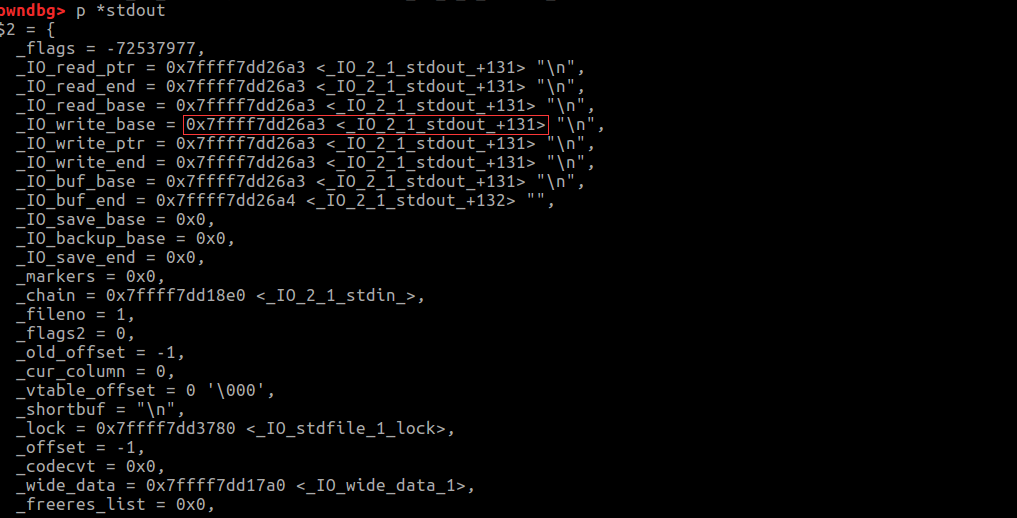 pwndbg> p *stdout
$2 = {
  _flags = -72537977,
  _IO_read_ptr = 0x7ffff7dd26a3 <_IO_2_1_stdout_+131> "\n",
  _IO_read_end = 0x7ffff7dd26a3 <_IO_2_1_stdout_+131> "\n",
  _IO_read_base = 0x7ffff7dd26a3 <_IO_2_1_stdout_+131> "\n",
  _IO_write_base = 0x7ffff7dd26a3 <_IO_2_1_stdout_+131> "\n",
  _IO_write_ptr = 0x7ffff7dd26a3 <_IO_2_1_stdout_+131> "\n",
  _IO_write_end = 0x7ffff7dd26a3 <_IO_2_1_stdout_+131> "\n",
  _IO_buf_base = 0x7ffff7dd26a3 <_IO_2_1_stdout_+131> "\n",
  _IO_buf_end = 0x7ffff7dd26a4 <_IO_2_1_stdout_+132> "",
  _IO_save_base = 0x0,
  _IO_backup_base = 0x0,
  _IO_save_end = 0x0,
  _markers = 0x0,
  _chain = 0x7ffff7dd18e0 <_IO_2_1_stdin_>,
  _fileno = 1,
  _flags2 = 0,
  _old_offset = -1,
  _cur_column = 0,
  _vtable_offset = 0 '\000',
  _shortbuf = "\n",
  _lock = 0x7ffff7dd3780 <_IO_stdfile_1_lock>,
  _offset = -1,
  _codecvt = 0x0,
  _wide_data = 0x7ffff7dd17a0 <_IO_wide_data_1>,
  _freeres_list = 0x0,